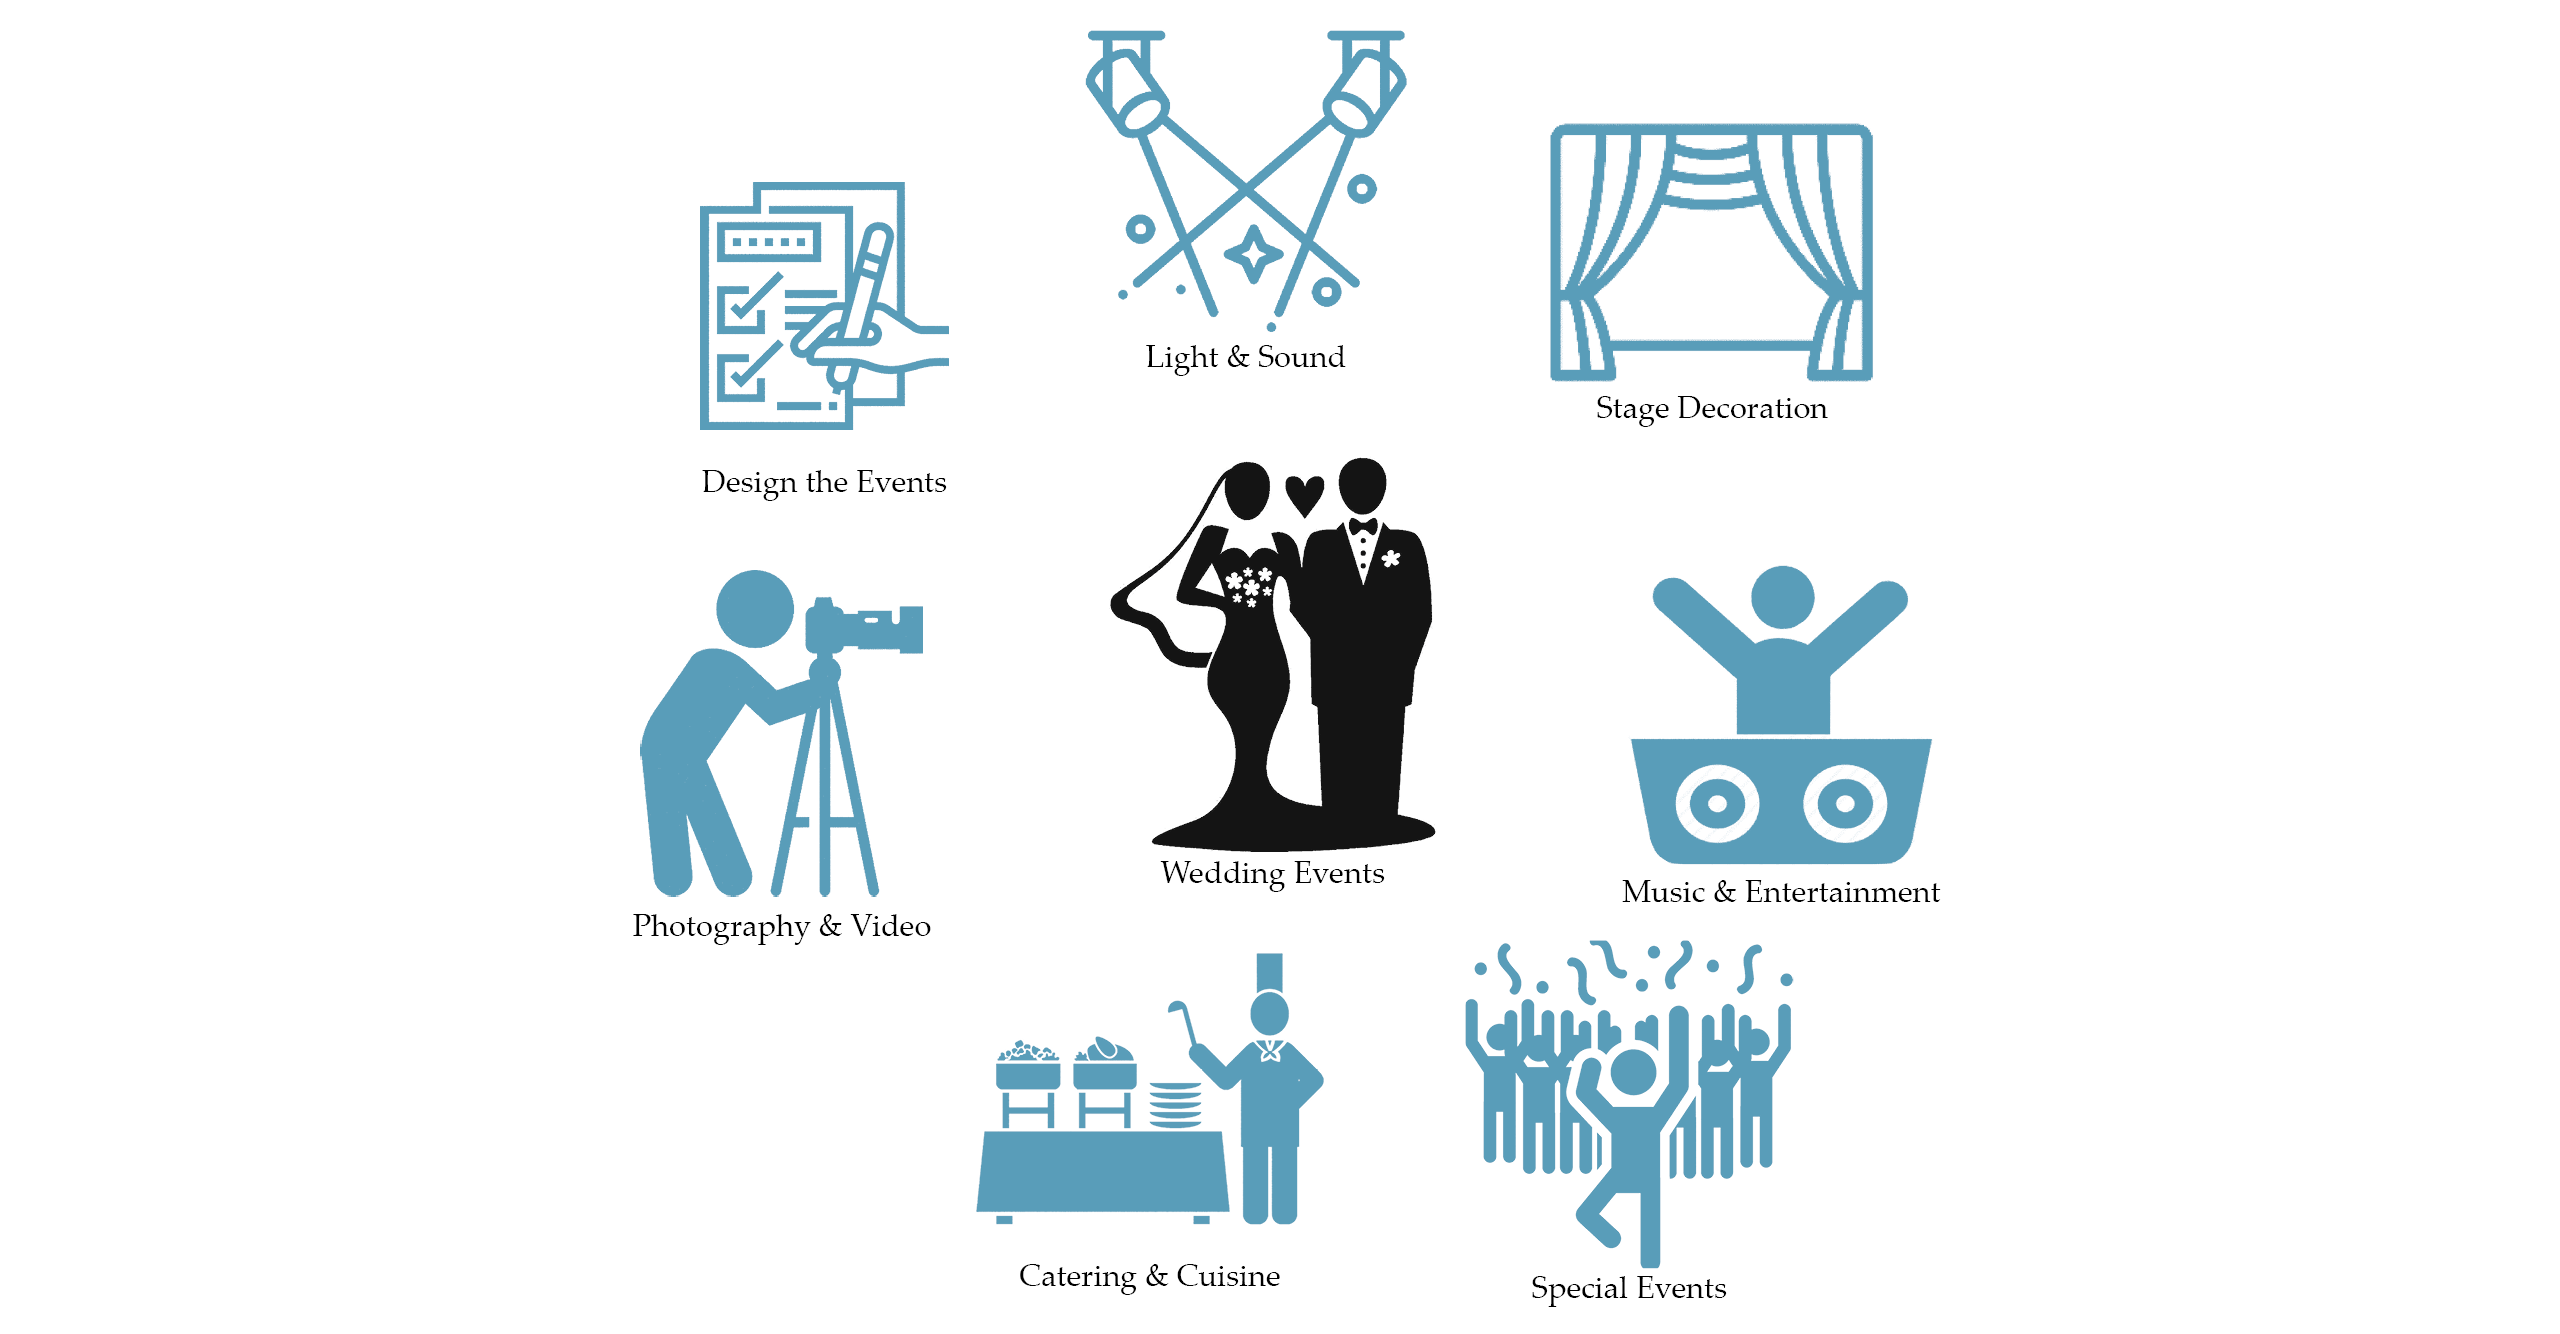 Light & Sound
Stage Decoration
Design the Events
Wedding Events
Music & Entertainment
Photography & Video
Catering & Cuisine
Special Events